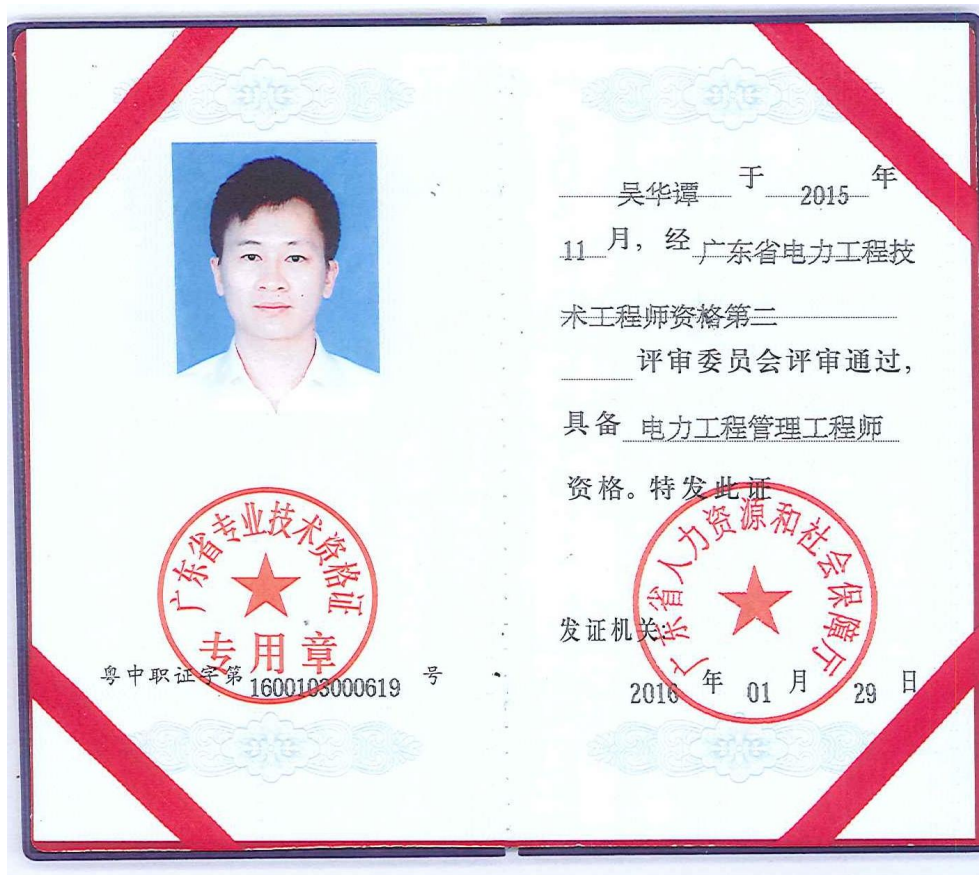 广东省专业技术资格证
专用章
粤中职证字第 1600103000619 号
吴华谭 于 2015 年
11 月，经 广东省电力工程技
术工程师资格第二
评审委员会评审通过，
具备 电力工程管理工程师
资格。特发此证
广东省人力资源和社会保障厅
发证机关：
2016 年 01 月 29 日